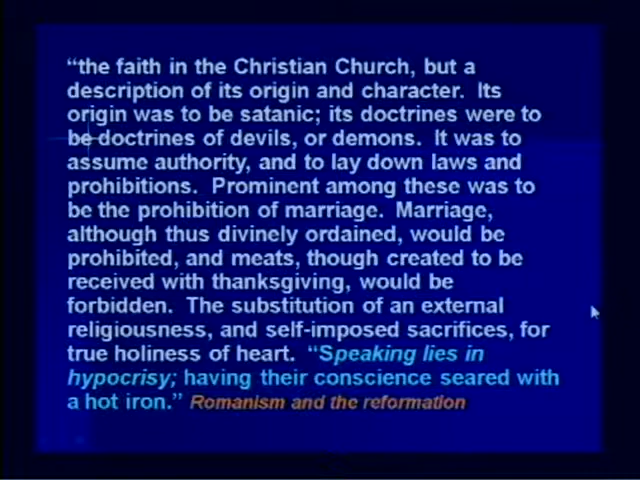 “the faith in the Christian Church, but a
description of its origin and character.  Its
origin was to be satanic; its doctrines were to
be doctrines of devils, or demons.  It was to
assume authority, and to lay down laws and
prohibitions.  Prominent among these was to
be the prohibition of marriage.  Marriage,
although thus divinely ordained, would be
prohibited, and meats, though created to be
received with thanksgiving, would be
forbidden.  The substitution of an external
religiousness, and self-imposed sacrifices, for
true holiness of heart.  “Speaking lies in
hypocrisy; having their conscience seared with
a hot iron.” Romanism and the reformation